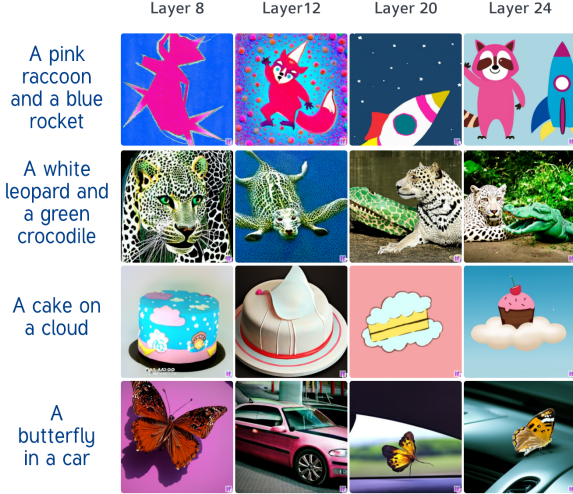 Layer 8 Layer12 Layer 20 Layer 24
A pink
raccoon
and a blue
rocket
A white
leopard and
a green
crocodile
A cake on
a cloud
A
butterfly
in a car